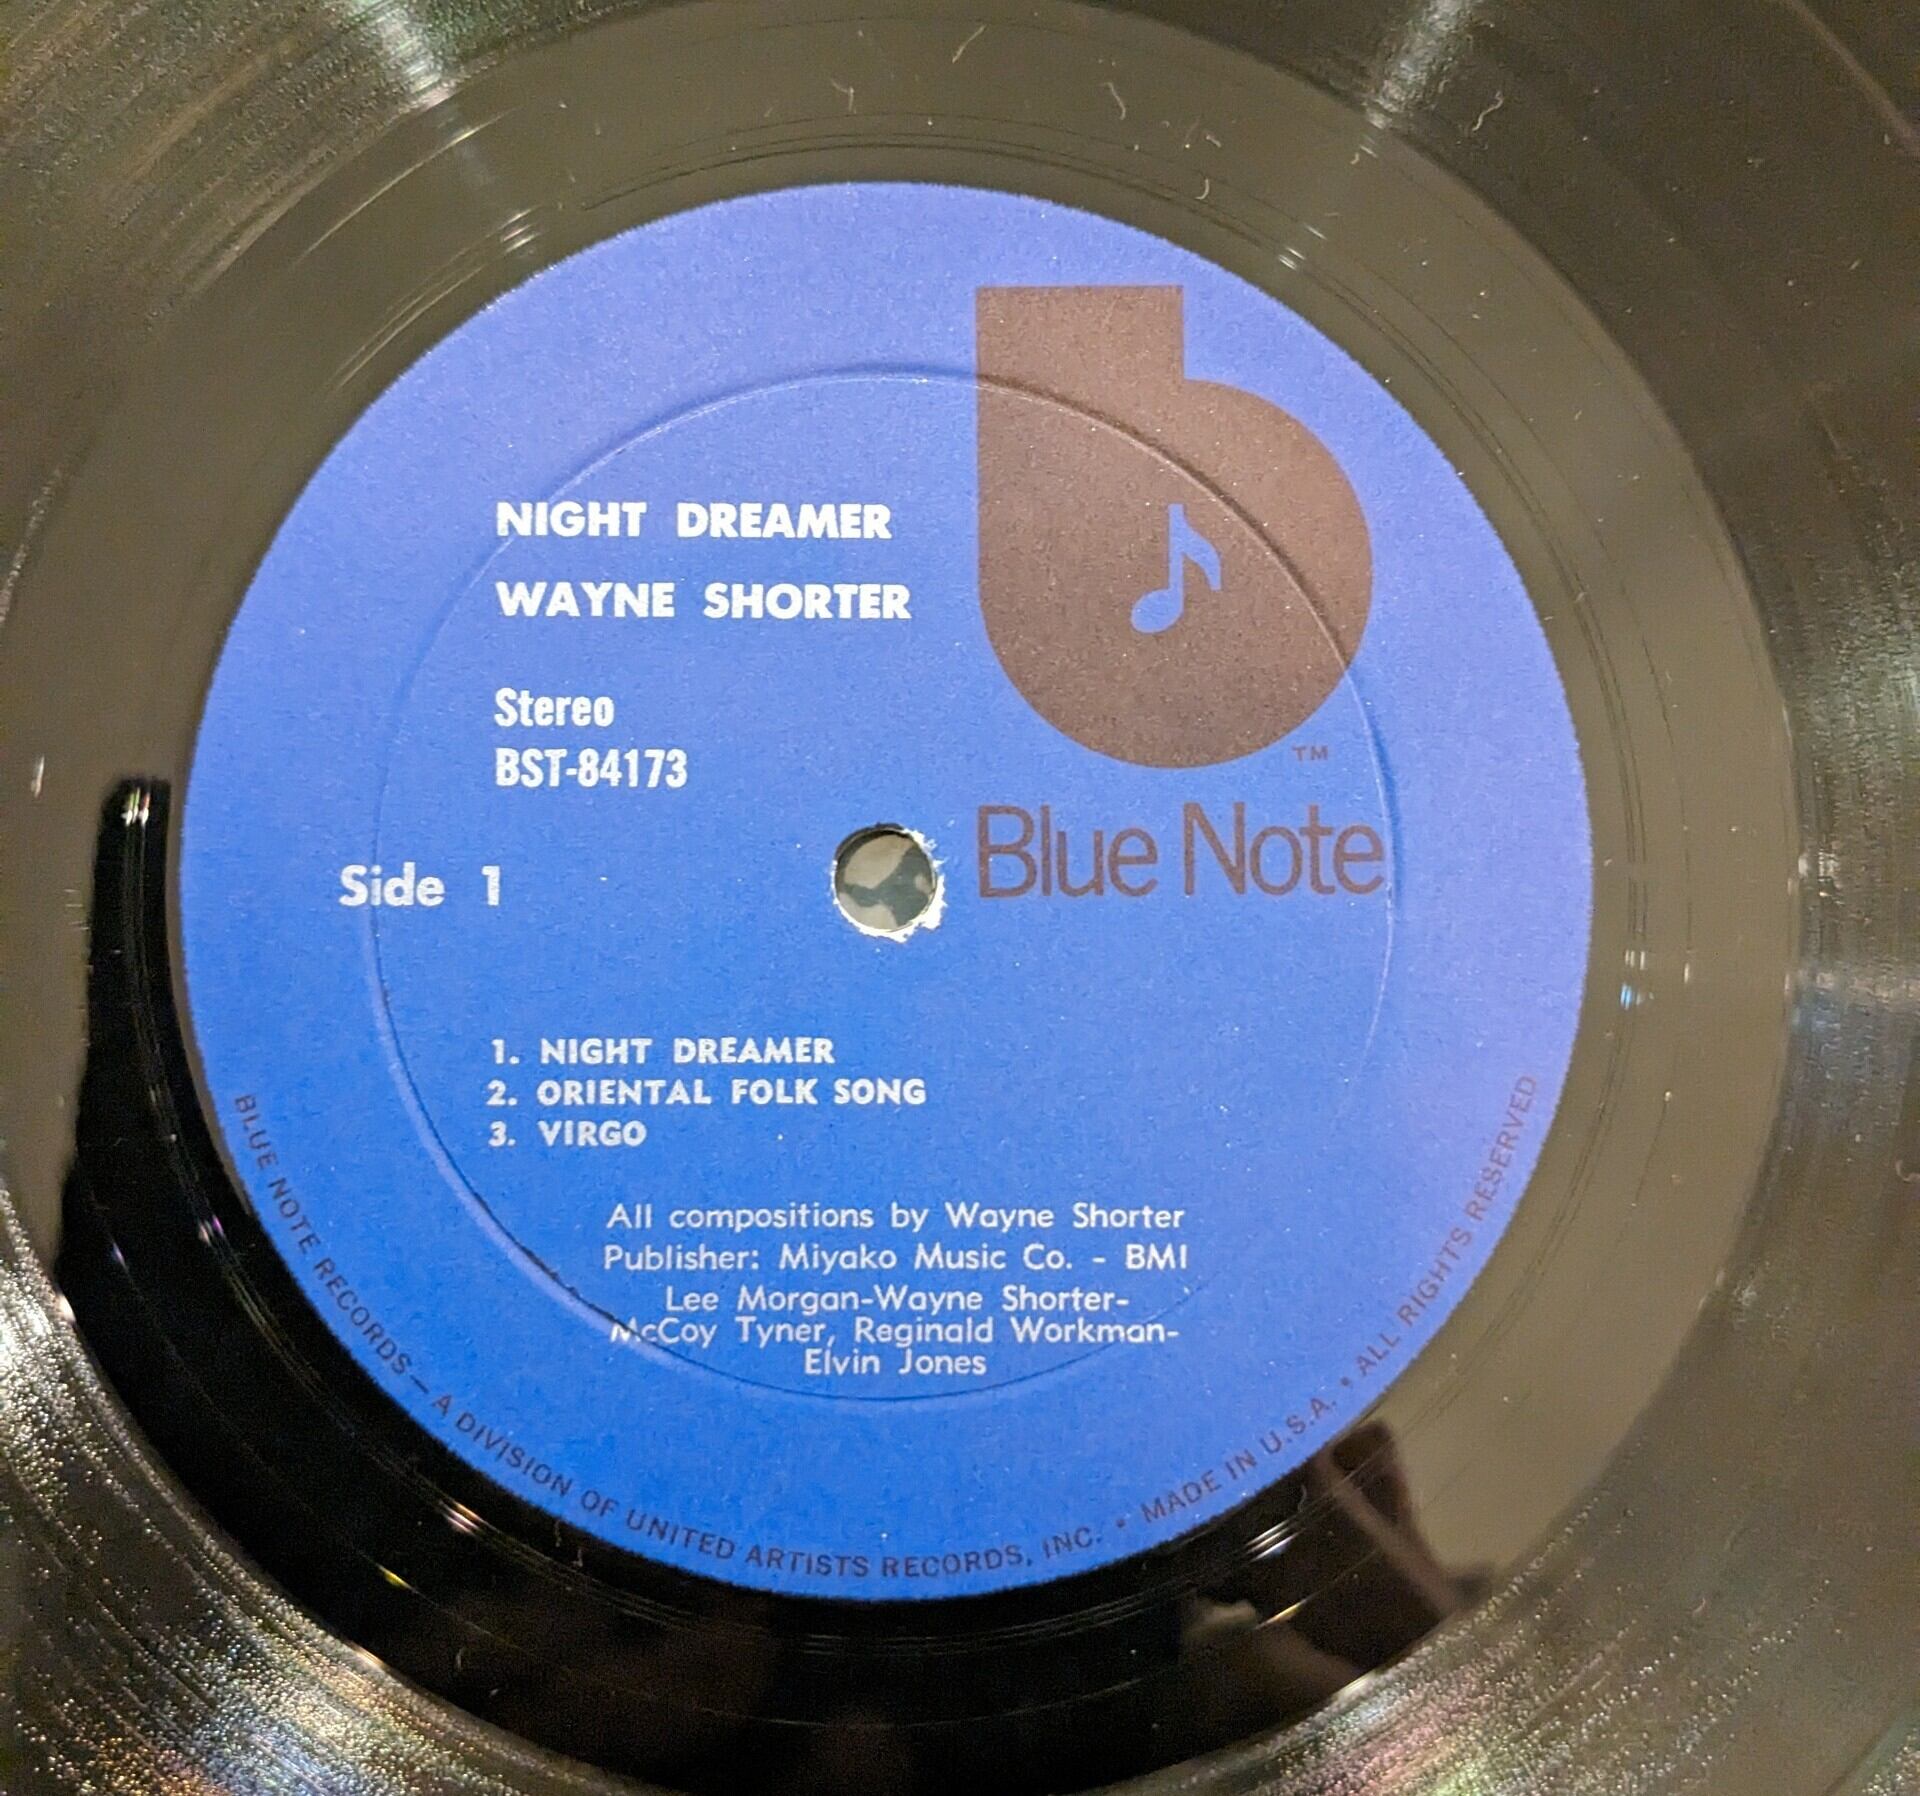 NIGHT DREAMER
WAYNE SHORTER
Stereo
BST-84173
TM
Blue Note
Side 1
1. NIGHT DREAMER
2. ORIENTAL FOLK SONG
3. VIRGO
All compositions by Wayne Shorter
Publisher: Miyako Music Co. - BMI
Lee Morgan-Wayne Shorter-
McCoy Tyner, Reginald Workman-
Elvin Jones
BLUE NOTE RECORDS — A DIVISION OF UNITED ARTISTS RECORDS, INC. • MADE IN U.S.A. • ALL RIGHTS RESERVED